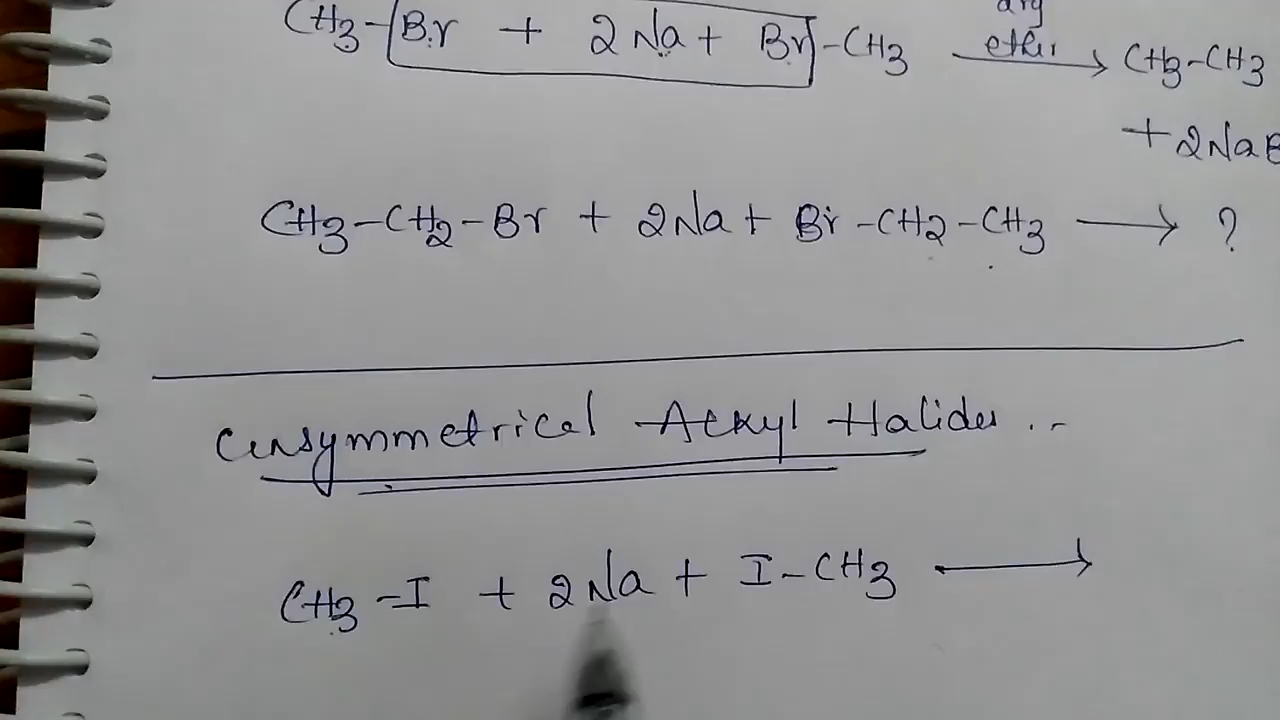 CH3-Br + 2Na + Br-CH3 dry ether → CH3-CH3
+ 2NaB
CH3-CH2-Br + 2Na + Br-CH2-CH3 → ?
Unsymmetrical Alkyl Halides ..
CH3-I + 2Na + I-CH3 →